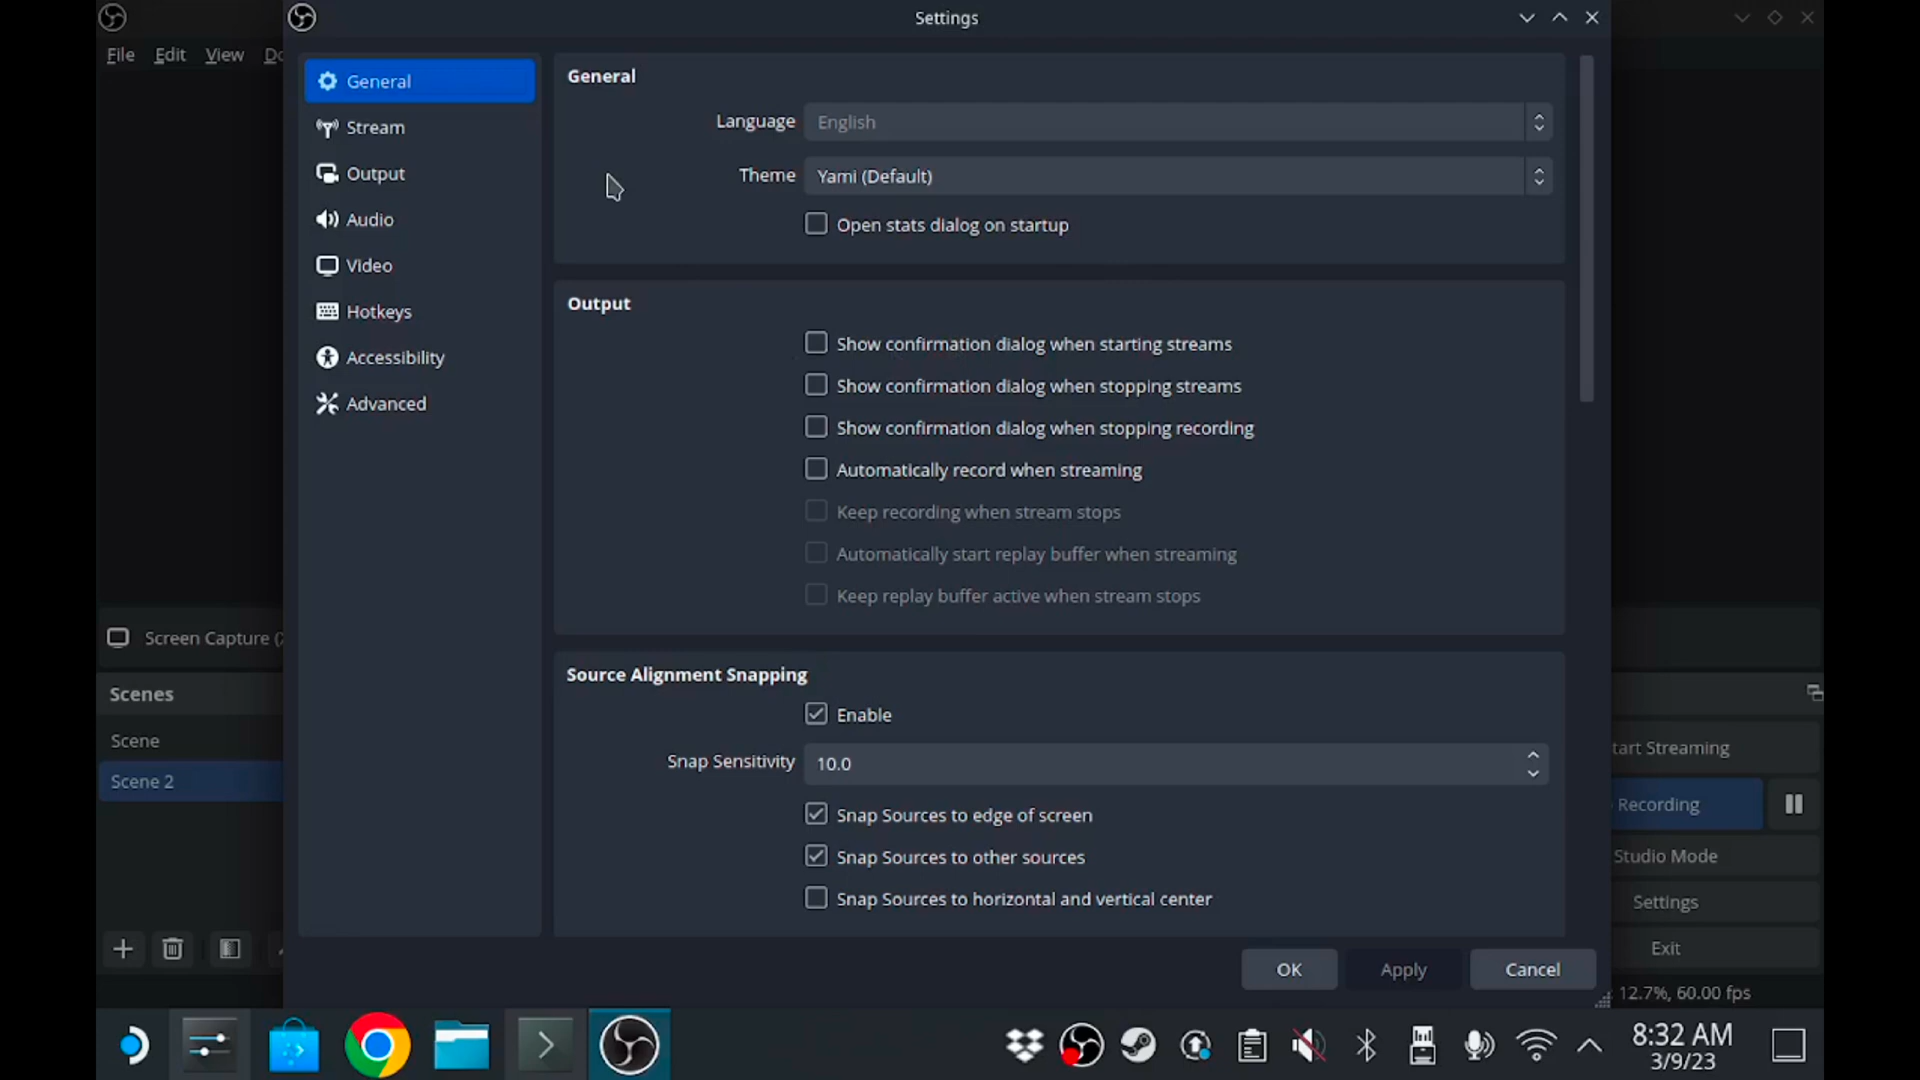 Settings
File Edit View
General
Stream
Output
Audio
Video
Hotkeys
Accessibility
Advanced
General
Language English
Theme Yami (Default)
Open stats dialog on startup
Output
Show confirmation dialog when starting streams
Show confirmation dialog when stopping streams
Show confirmation dialog when stopping recording
Automatically record when streaming
Keep recording when stream stops
Automatically start replay buffer when streaming
Keep replay buffer active when stream stops
Source Alignment Snapping
Enable
Snap Sensitivity 10.0
Snap Sources to edge of screen
Snap Sources to other sources
Snap Sources to horizontal and vertical center
OK Apply Cancel
Screen Capture (
Scenes
Scene
Scene 2
tart Streaming
Recording
Studio Mode
Settings
Exit
12.7%, 60.00 fps
8:32 AM
3/9/23